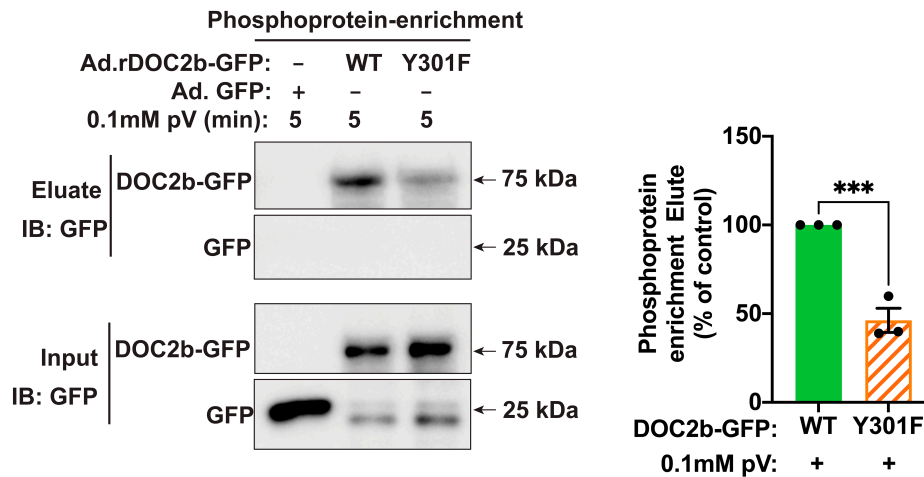 Phosphoprotein-enrichment
Ad.rDOC2b-GFP: – WT Y301F
Ad. GFP: + – –
0.1mM pV (min): 5 5 5
Eluate
IB: GFP
DOC2b-GFP ← 75 kDa
GFP ← 25 kDa
Input
IB: GFP
DOC2b-GFP ← 75 kDa
GFP ← 25 kDa
Phosphoprotein
enrichment Elute
(% of control)
150
100
50
0
***
DOC2b-GFP: WT Y301F
0.1mM pV: + +